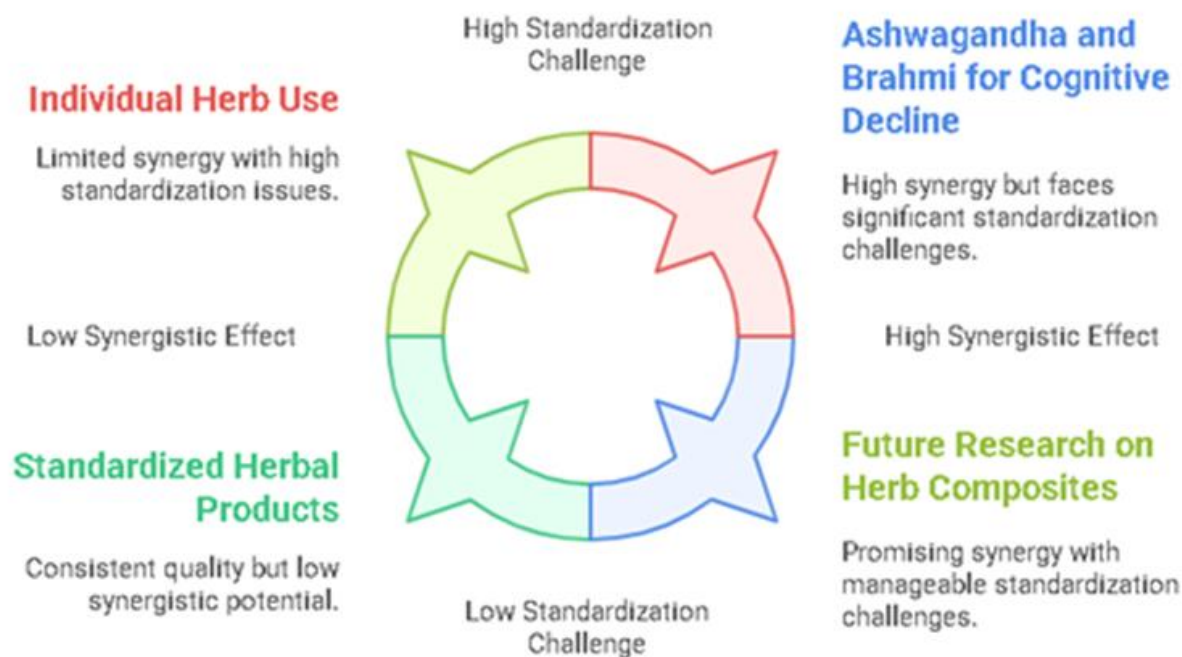 High Standardization
Challenge
Individual Herb Use
Limited synergy with high
standardization issues.
Ashwagandha and
Brahmi for Cognitive
Decline
High synergy but faces
significant standardization
challenges.
Low Synergistic Effect
High Synergistic Effect
Standardized Herbal
Products
Consistent quality but low
synergistic potential.
Future Research on
Herb Composites
Promising synergy with
manageable standardization
challenges.
Low Standardization
Challenge